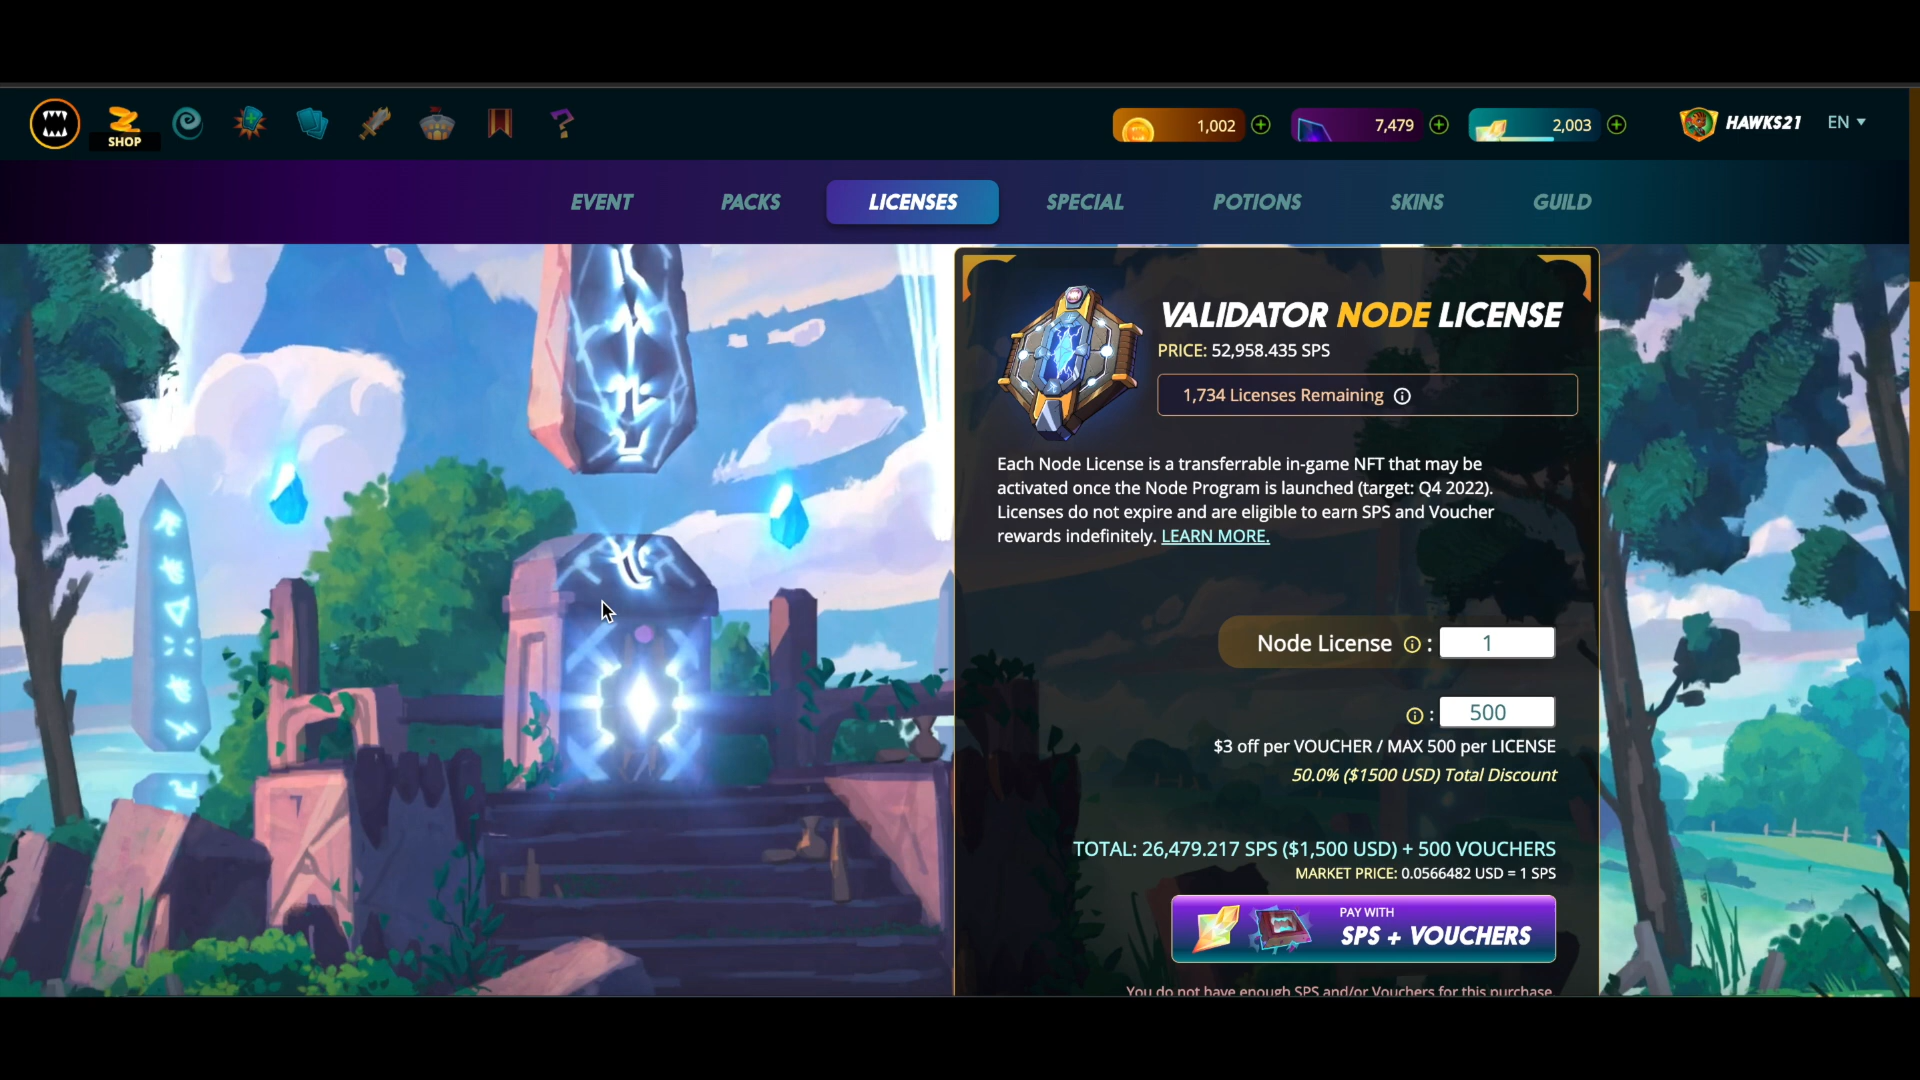 SHOP
1,002
7,479
2,003
HAWKS21
EN
EVENT
PACKS
LICENSES
SPECIAL
POTIONS
SKINS
GUILD
VALIDATOR NODE LICENSE
PRICE: 52,958.435 SPS
1,734 Licenses Remaining
Each Node License is a transferrable in-game NFT that may be
activated once the Node Program is launched (target: Q4 2022).
Licenses do not expire and are eligible to earn SPS and Voucher
rewards indefinitely. LEARN MORE.
Node License : 1
: 500
$3 off per VOUCHER / MAX 500 per LICENSE
50.0% ($1500 USD) Total Discount
TOTAL: 26,479.217 SPS ($1,500 USD) + 500 VOUCHERS
MARKET PRICE: 0.0566482 USD = 1 SPS
PAY WITH
SPS + VOUCHERS
You do not have enough SPS and/or Vouchers for this purchase.